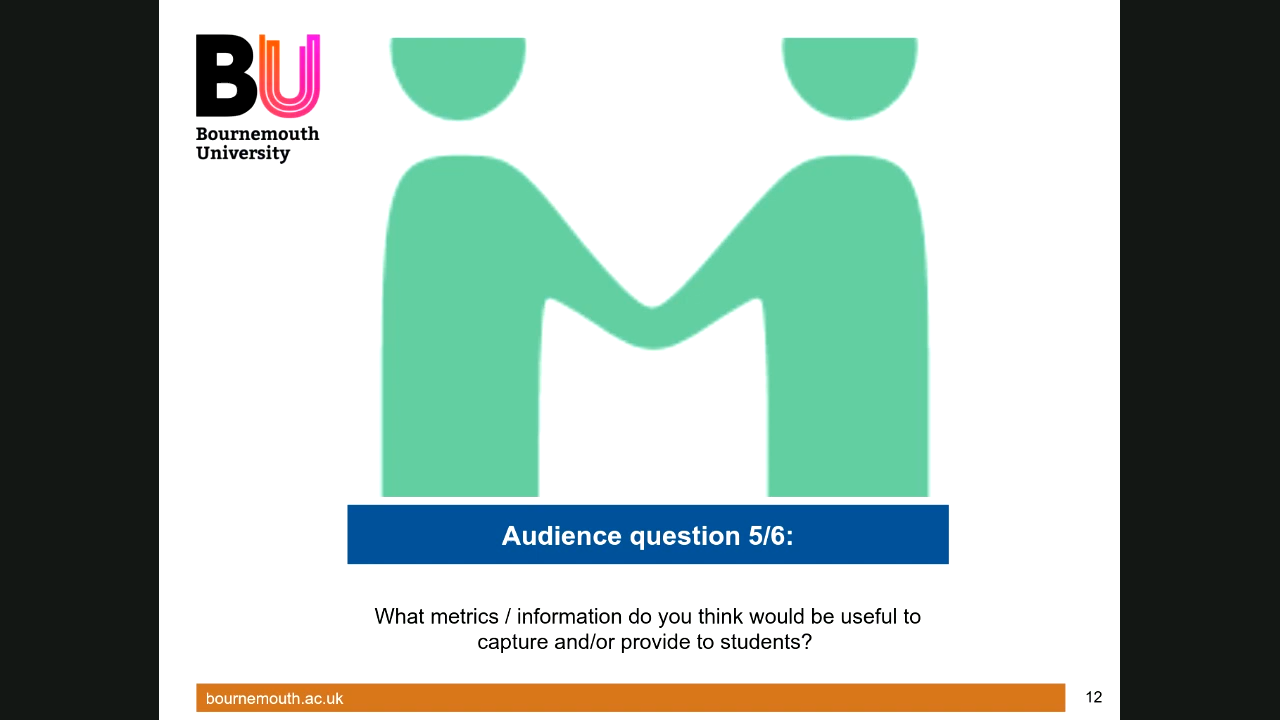 BU
Bournemouth
University
Audience question 5/6:
What metrics / information do you think would be useful to
capture and/or provide to students?
bournemouth.ac.uk
12